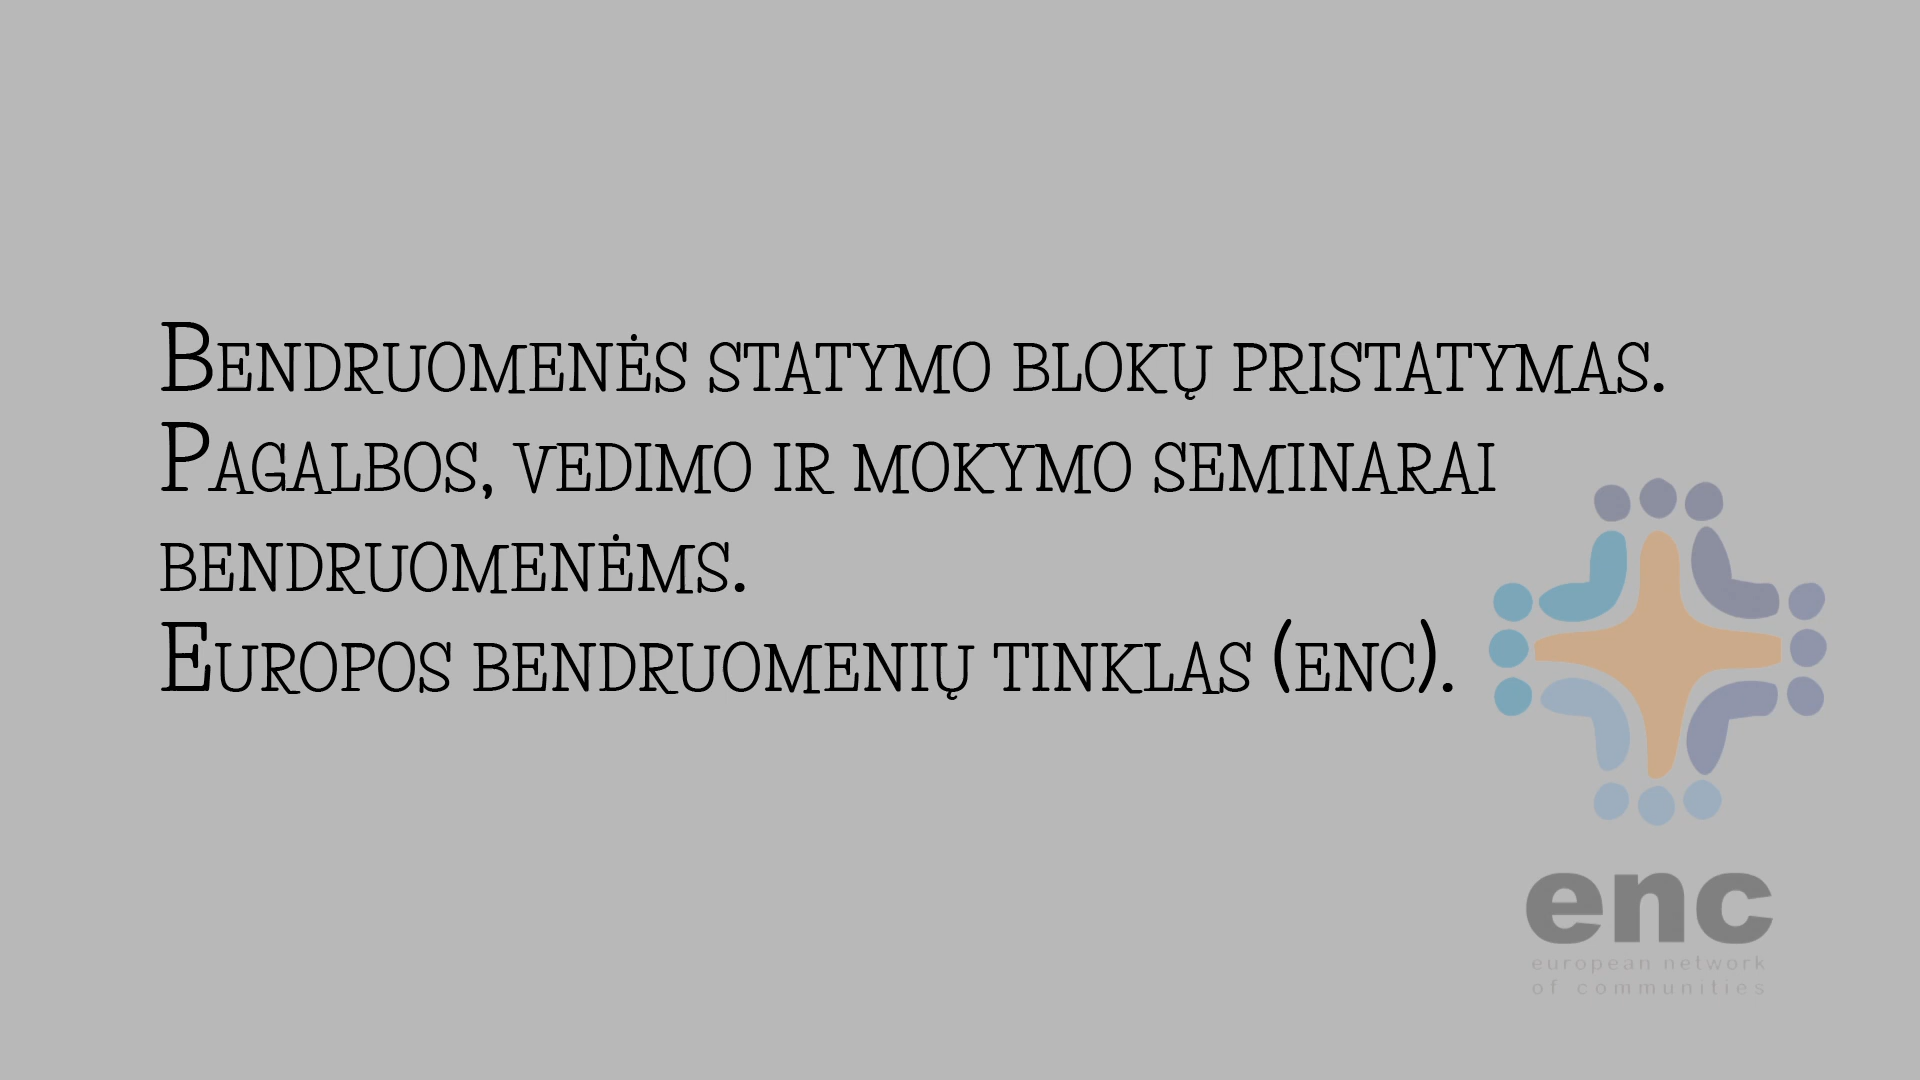 Bendruomenės statymo blokų pristatymas.
Pagalbos, vedimo ir mokymo seminarai
bendruomenėms.
Europos bendruomenių tinklas (enc).
enc
european network
of communities